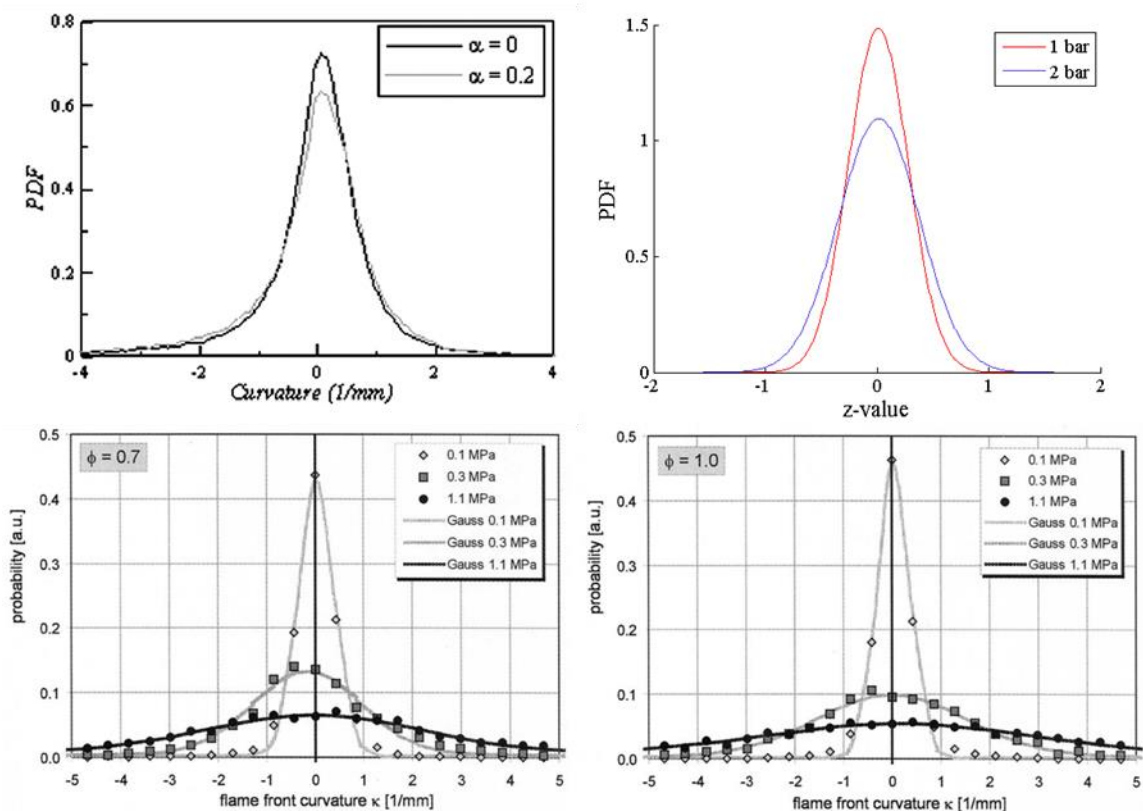 0.8
0.6
0.4
0.2
0
PDF
α = 0
α = 0.2
-4
-2
0
2
4
Curvature (1/mm)
1.5
1
0.5
0
PDF
1 bar
2 bar
-2
-1
0
1
2
z-value
0.5
0.4
0.3
0.2
0.1
0.0
probability [a.u.]
ϕ = 0.7
0.1 MPa
0.3 MPa
1.1 MPa
Gauss 0.1 MPa
Gauss 0.3 MPa
Gauss 1.1 MPa
-5 -4 -3 -2 -1 0 1 2 3 4 5
flame front curvature κ [1/mm]
0.5
0.4
0.3
0.2
0.1
0.0
probability [a.u.]
ϕ = 1.0
0.1 MPa
0.3 MPa
1.1 MPa
Gauss 0.1 MPa
Gauss 0.3 MPa
Gauss 1.1 MPa
-5 -4 -3 -2 -1 0 1 2 3 4 5
flame front curvature κ [1/mm]